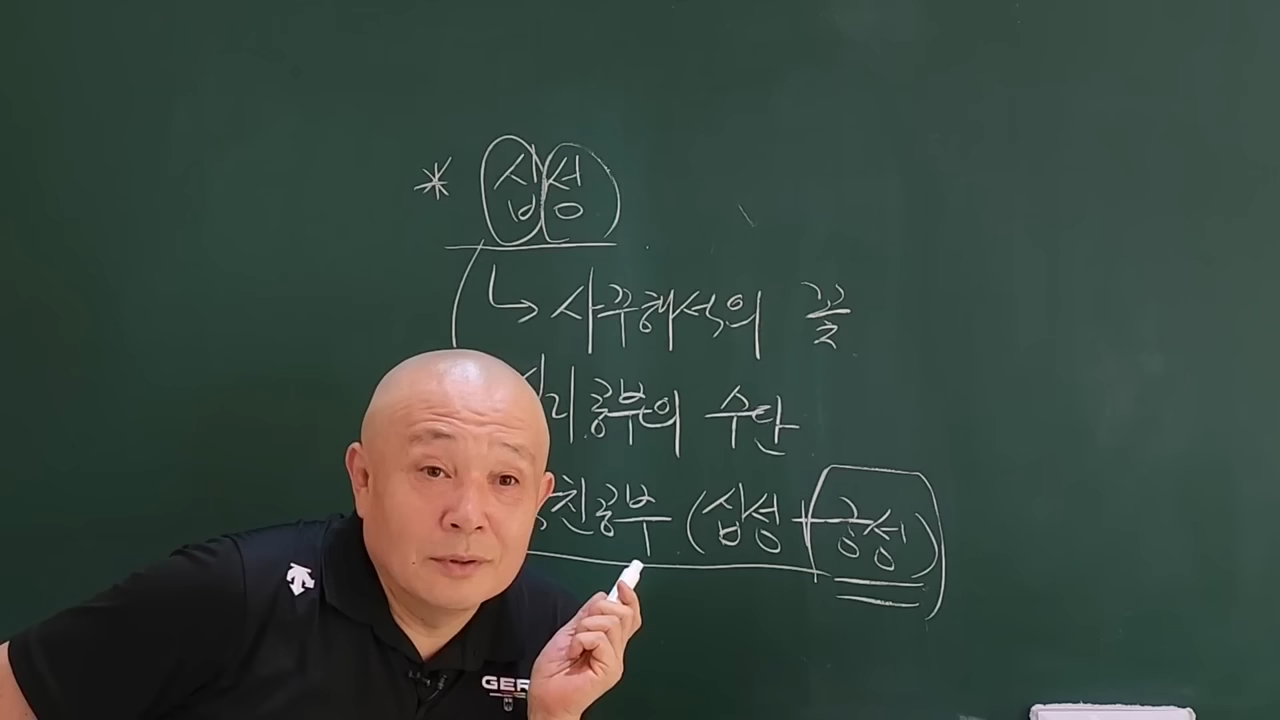 * 십성
↳ 사주해석의 꽃
리공부의 수단
친공부 (십성+궁성)
GER